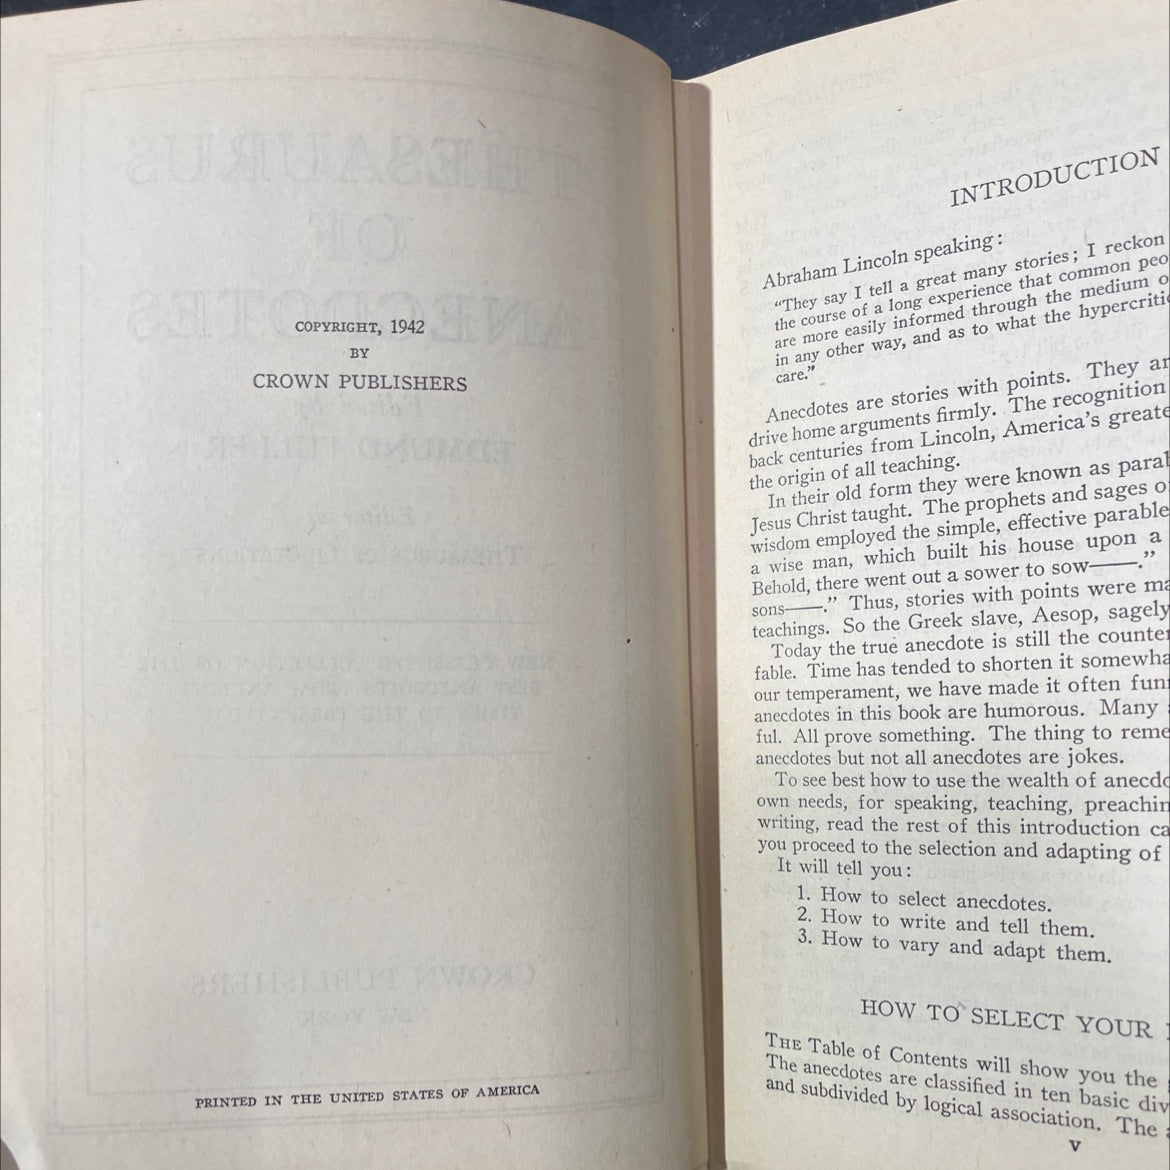 COPYRIGHT, 1942
BY
CROWN PUBLISHERS
PRINTED IN THE UNITED STATES OF AMERICA
INTRODUCTION
Abraham Lincoln speaking:
“They say I tell a great many stories; I reckon
the course of a long experience that common peo
are more easily informed through the medium o
in any other way, and as to what the hypercritic
care.”
Anecdotes are stories with points. They ar
drive home arguments firmly. The recognition
back centuries from Lincoln, America's greate
the origin of all teaching.
In their old form they were known as parab
Jesus Christ taught. The prophets and sages o
wisdom employed the simple, effective parable
a wise man, which built his house upon a
Behold, there went out a sower to sow——.”
sons——.” Thus, stories with points were ma
teachings. So the Greek slave, Aesop, sagely
Today the true anecdote is still the counter
fable. Time has tended to shorten it somewha
our temperament, we have made it often funn
anecdotes in this book are humorous. Many
ful. All prove something. The thing to reme
anecdotes but not all anecdotes are jokes.
To see best how to use the wealth of anecdo
own needs, for speaking, teaching, preachin
writing, read the rest of this introduction ca
you proceed to the selection and adapting of
It will tell you:
1. How to select anecdotes.
2. How to write and tell them.
3. How to vary and adapt them.
HOW TO SELECT YOUR
THE Table of Contents will show you the
The anecdotes are classified in ten basic div
and subdivided by logical association. The
v